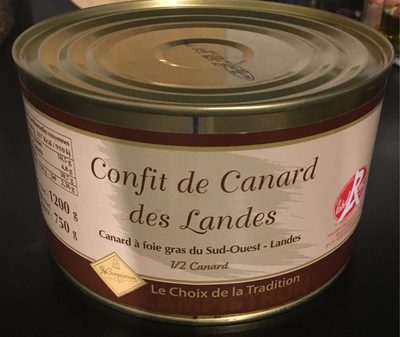 Confit de Canard
des Landes
Canard à foie gras du Sud-Ouest - Landes
1/2 Canard
Le Choix de la Tradition
1200 g
750 g